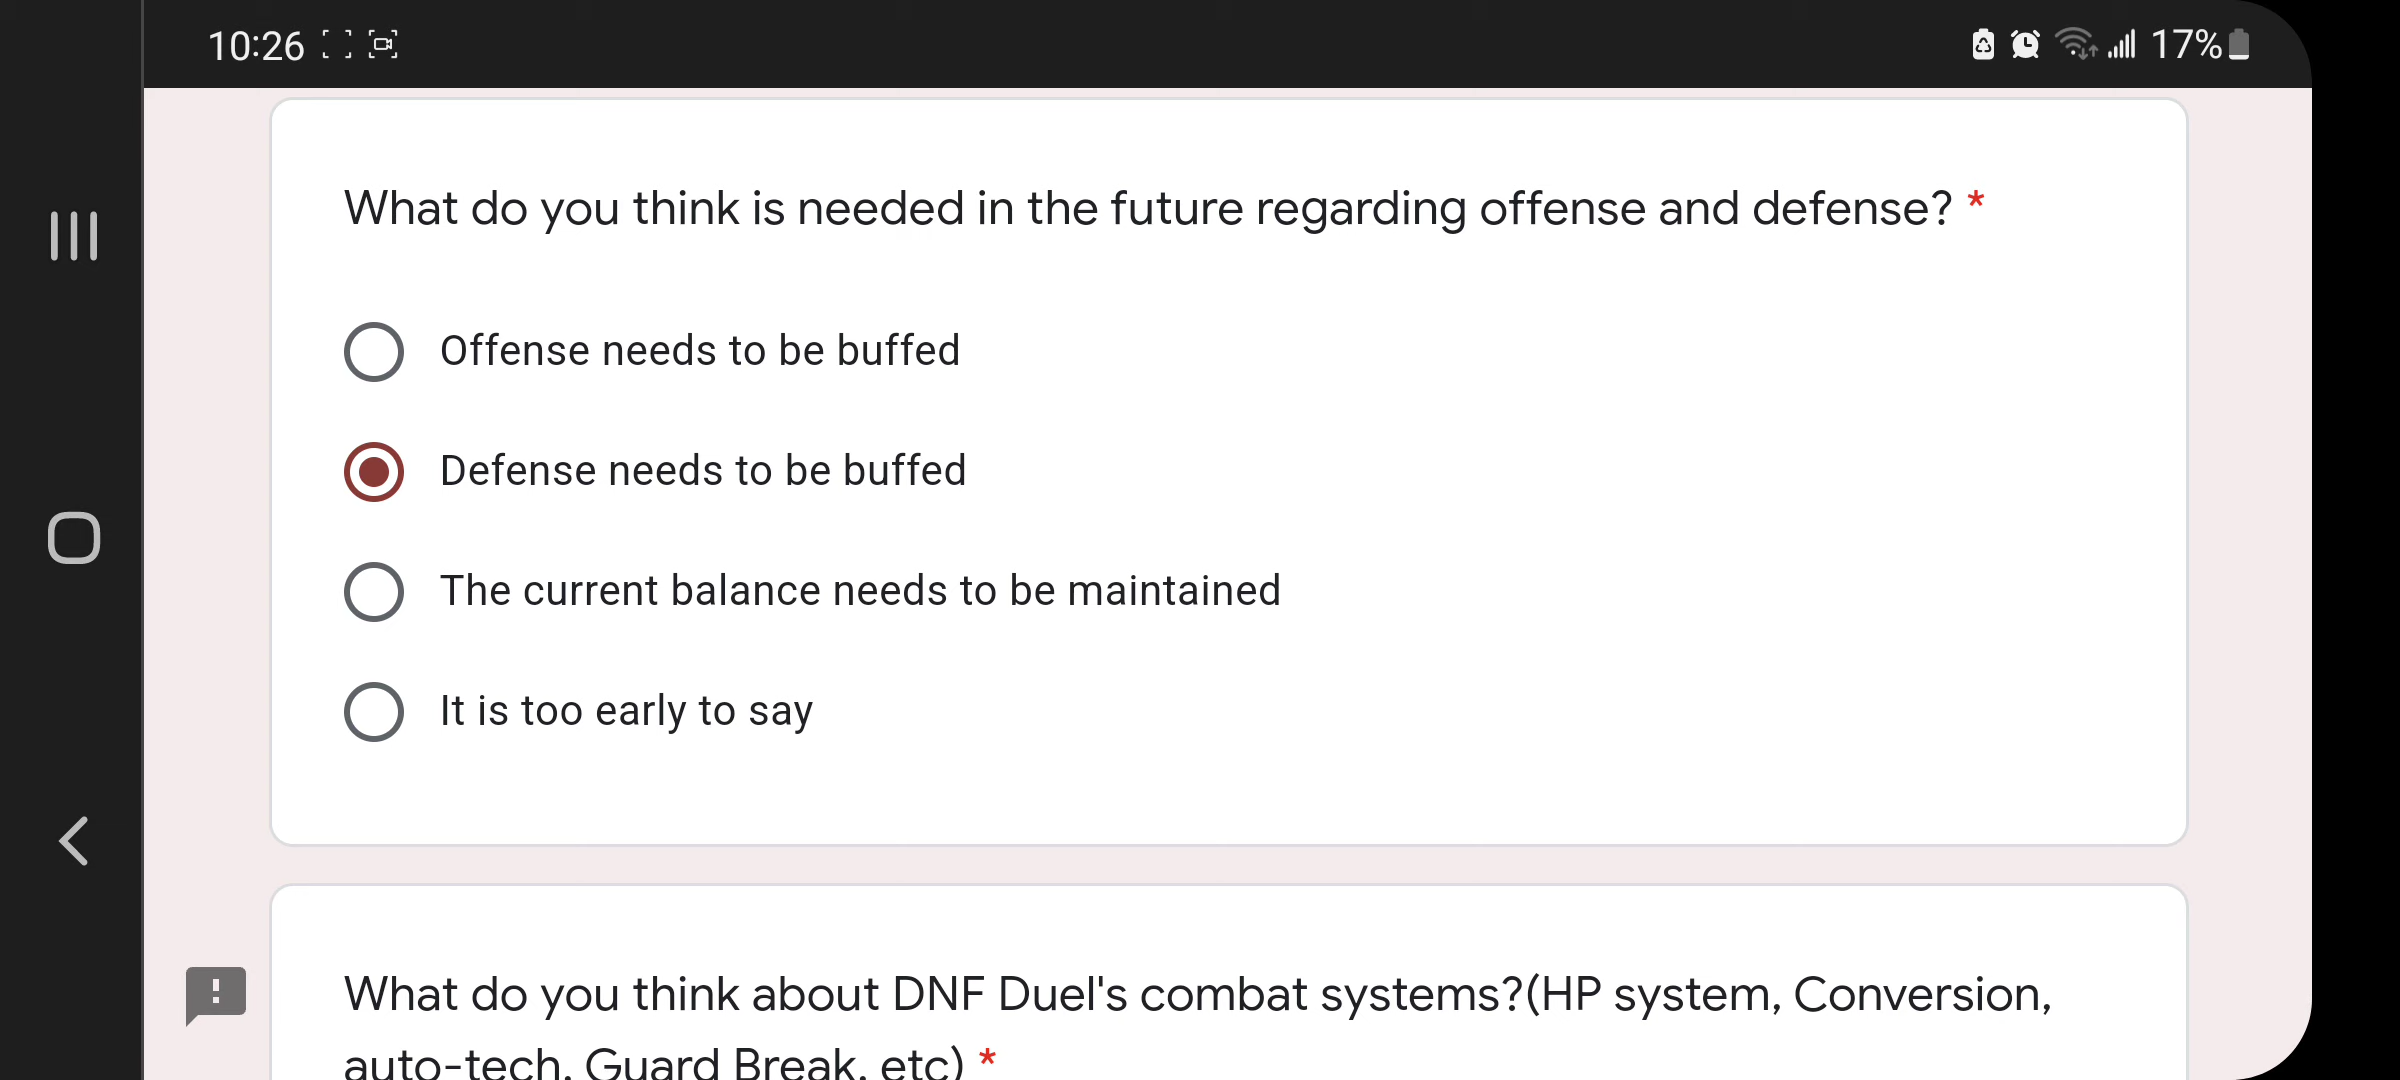 10:26
17%
What do you think is needed in the future regarding offense and defense? *
Offense needs to be buffed
Defense needs to be buffed
The current balance needs to be maintained
It is too early to say
What do you think about DNF Duel's combat systems?(HP system, Conversion,
auto-tech, Guard Break, etc) *